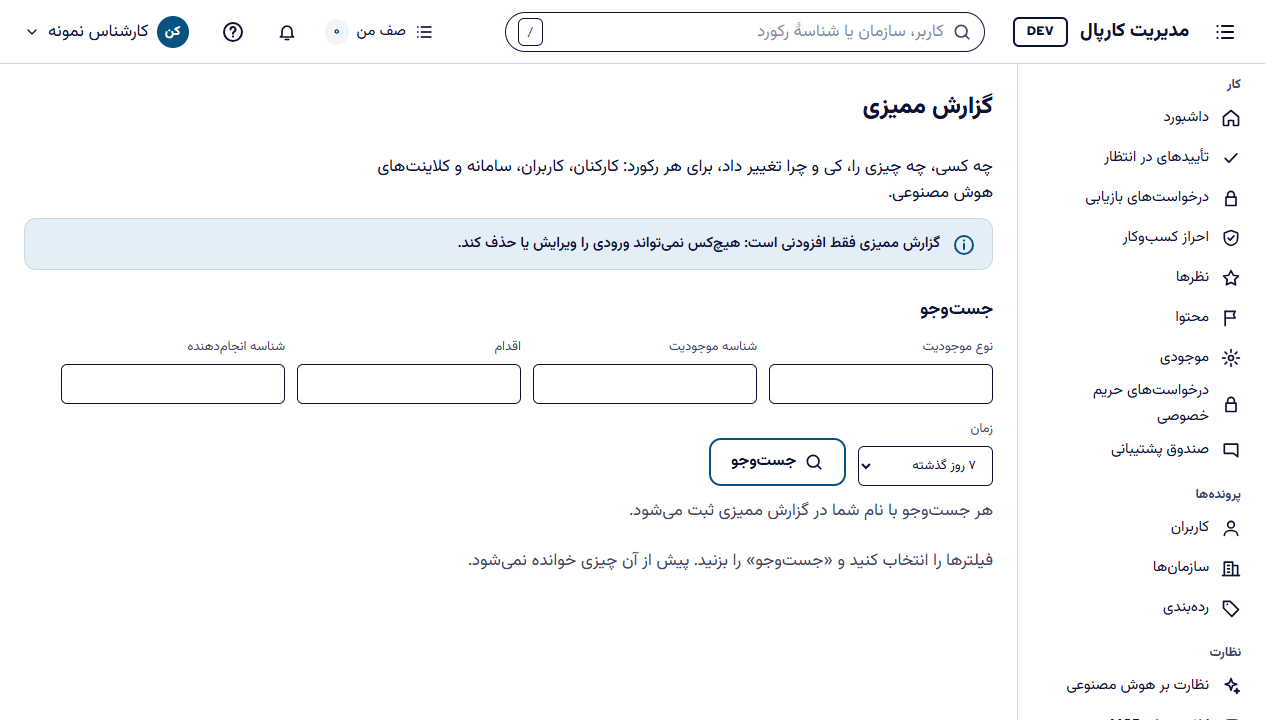 مدیریت کارپال
DEV
کاربر، سازمان یا شناسهٔ رکورد
/
صف من
۰
کن
کارشناس نمونه
کار
داشبورد
تأییدهای در انتظار
درخواست‌های بازیابی
احراز کسب‌وکار
نظرها
محتوا
موجودی
درخواست‌های حریم
خصوصی
صندوق پشتیبانی
پرونده‌ها
کاربران
سازمان‌ها
رده‌بندی
نظارت
نظارت بر هوش مصنوعی
گزارش ممیزی
چه کسی، چه چیزی را، کی و چرا تغییر داد، برای هر رکورد: کارکنان، کاربران، سامانه و کلاینت‌های
هوش مصنوعی.
گزارش ممیزی فقط افزودنی است: هیچ‌کس نمی‌تواند ورودی را ویرایش یا حذف کند.
جست‌وجو
نوع موجودیت
شناسه موجودیت
اقدام
شناسه انجام‌دهنده
زمان
۷ روز گذشته
جست‌وجو
هر جست‌وجو با نام شما در گزارش ممیزی ثبت می‌شود.
فیلترها را انتخاب کنید و «جست‌وجو» را بزنید. پیش از آن چیزی خوانده نمی‌شود.